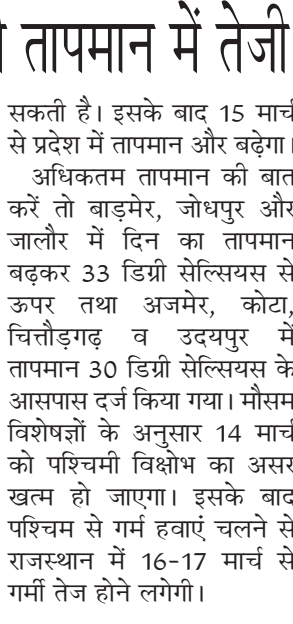 तापमान में तेजी
सकती है। इसके बाद 15 मार्च
से प्रदेश में तापमान और बढ़ेगा।
अधिकतम तापमान की बात
करें तो बाड़मेर, जोधपुर और
जालौर में दिन का तापमान
बढ़कर 33 डिग्री सेल्सियस से
ऊपर तथा अजमेर, कोटा,
चित्तौड़गढ़ व उदयपुर में
तापमान 30 डिग्री सेल्सियस के
आसपास दर्ज किया गया। मौसम
विशेषज्ञों के अनुसार 14 मार्च
को पश्चिमी विक्षोभ का असर
खत्म हो जाएगा। इसके बाद
पश्चिम से गर्म हवाएं चलने से
राजस्थान में 16-17 मार्च से
गर्मी तेज होने लगेगी।